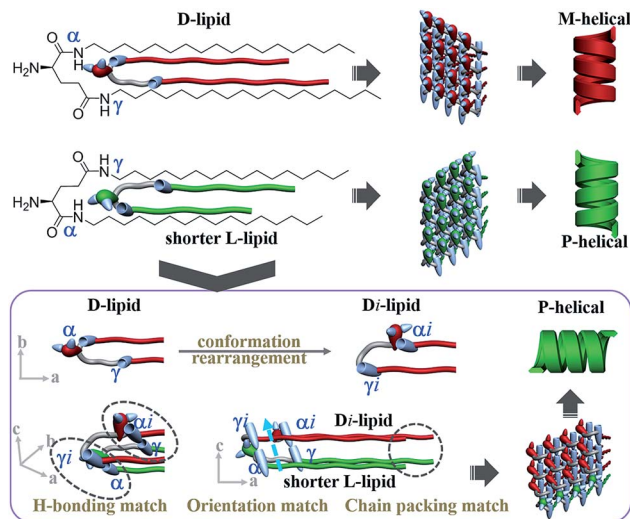 D-lipid
M-helical
α
O
N
H
H₂N
O
N
H
γ
γ
O
H
N
H₂N
O
H
N
α
shorter L-lipid
P-helical
D-lipid
Di-lipid
P-helical
α
γ
conformation
rearrangement
αi
γi
b
a
c
b
a
γi
αi
γ
α
c
a
γi
αi
α
γ
Di-lipid
shorter L-lipid
H-bonding match
Orientation match
Chain packing match